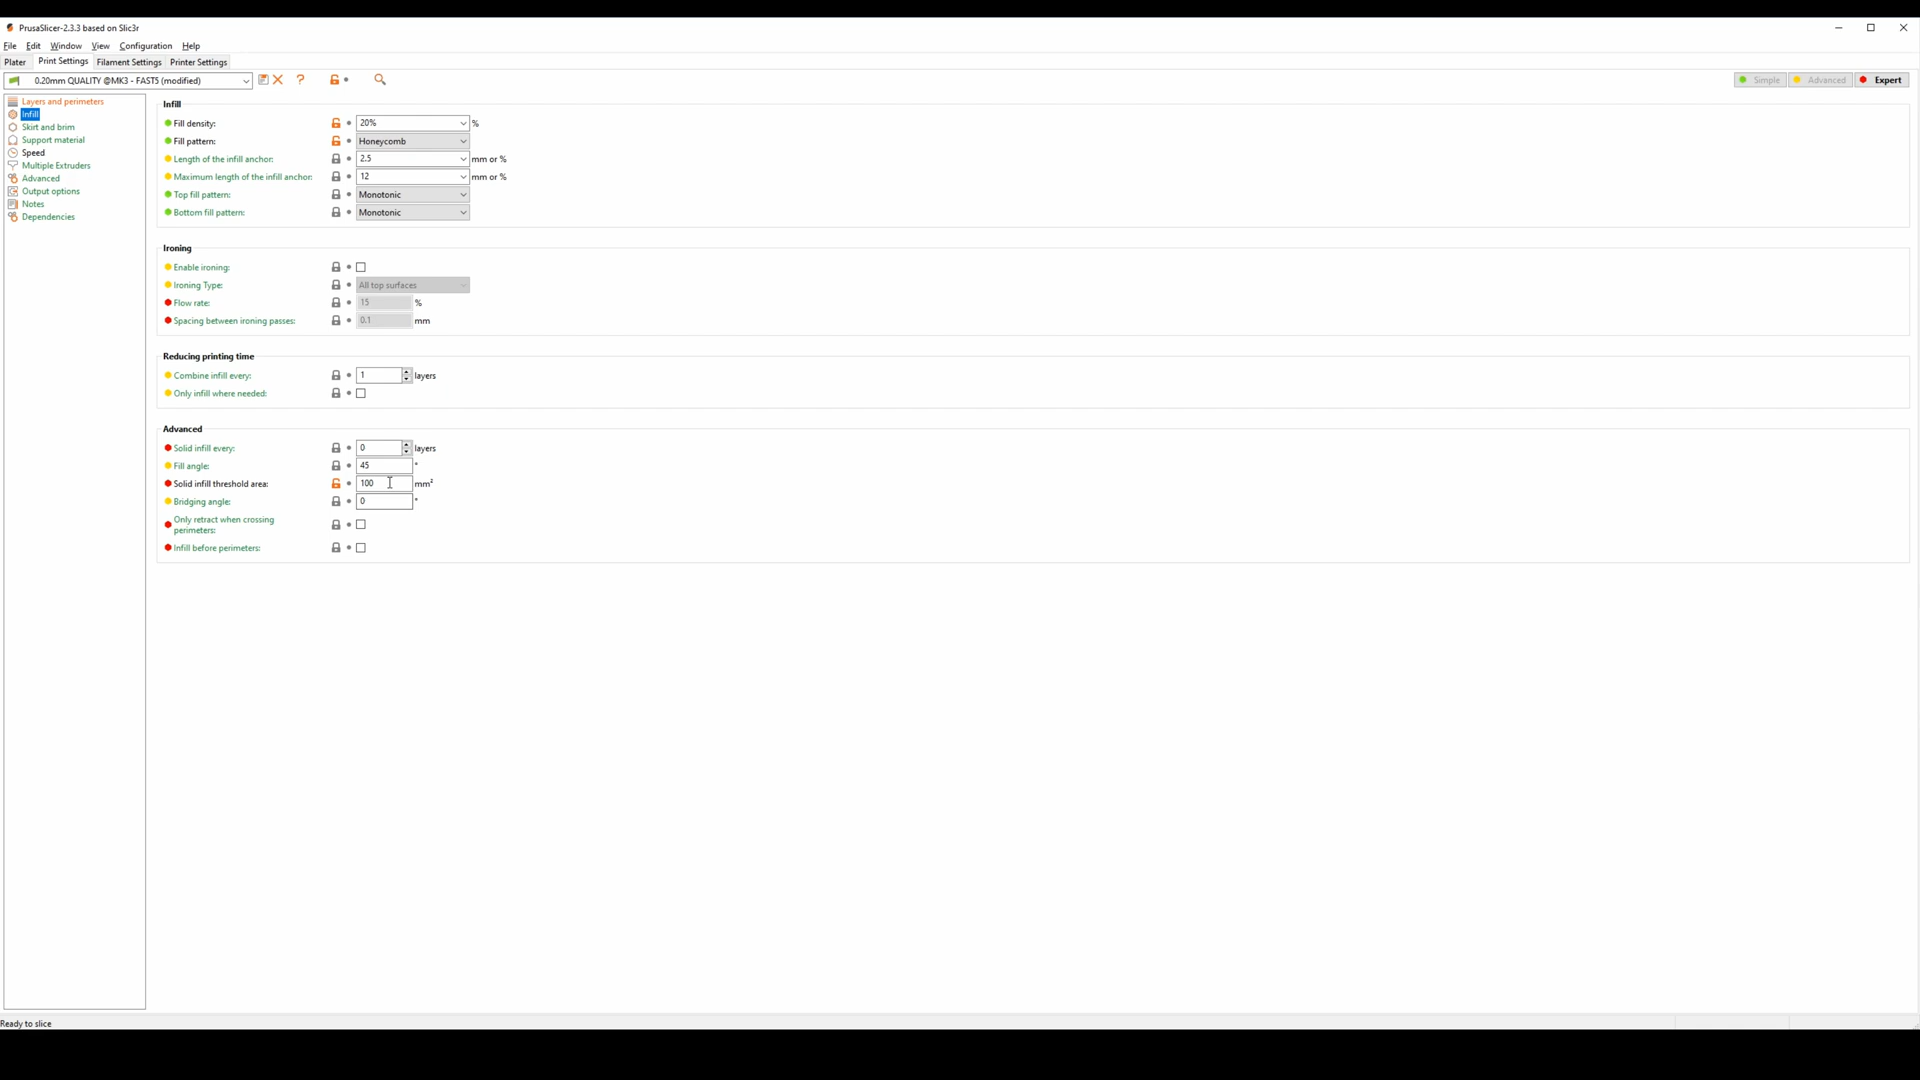 PrusaSlicer-2.3.3 based on Slic3r
File Edit Window View Configuration Help
Plater Print Settings Filament Settings Printer Settings
0.20mm QUALITY @MK3 - FAST5 (modified) ? Simple Advanced Expert
Layers and perimeters
Infill
Skirt and brim
Support material
Speed
Multiple Extruders
Advanced
Output options
Notes
Dependencies
Infill
Fill density: 20% %
Fill pattern: Honeycomb
Length of the infill anchor: 2.5 mm or %
Maximum length of the infill anchor: 12 mm or %
Top fill pattern: Monotonic
Bottom fill pattern: Monotonic
Ironing
Enable ironing:
Ironing Type: All top surfaces
Flow rate: 15 %
Spacing between ironing passes: 0.1 mm
Reducing printing time
Combine infill every: 1 layers
Only infill where needed:
Advanced
Solid infill every: 0 layers
Fill angle: 45 °
Solid infill threshold area: 100 mm²
Bridging angle: 0 °
Only retract when crossing
perimeters:
Infill before perimeters:
Ready to slice